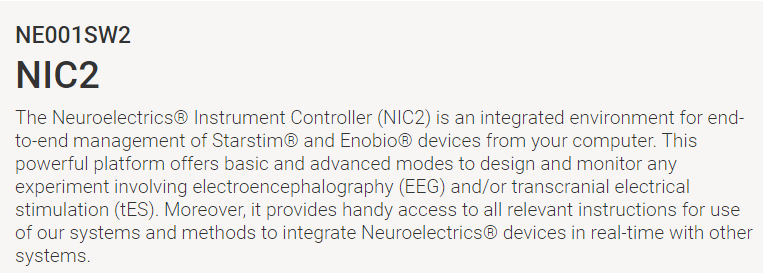 NE001SW2
NIC2
The Neuroelectrics® Instrument Controller (NIC2) is an integrated environment for end-
to-end management of Starstim® and Enobio® devices from your computer. This
powerful platform offers basic and advanced modes to design and monitor any
experiment involving electroencephalography (EEG) and/or transcranial electrical
stimulation (tES). Moreover, it provides handy access to all relevant instructions for use
of our systems and methods to integrate Neuroelectrics® devices in real-time with other
systems.